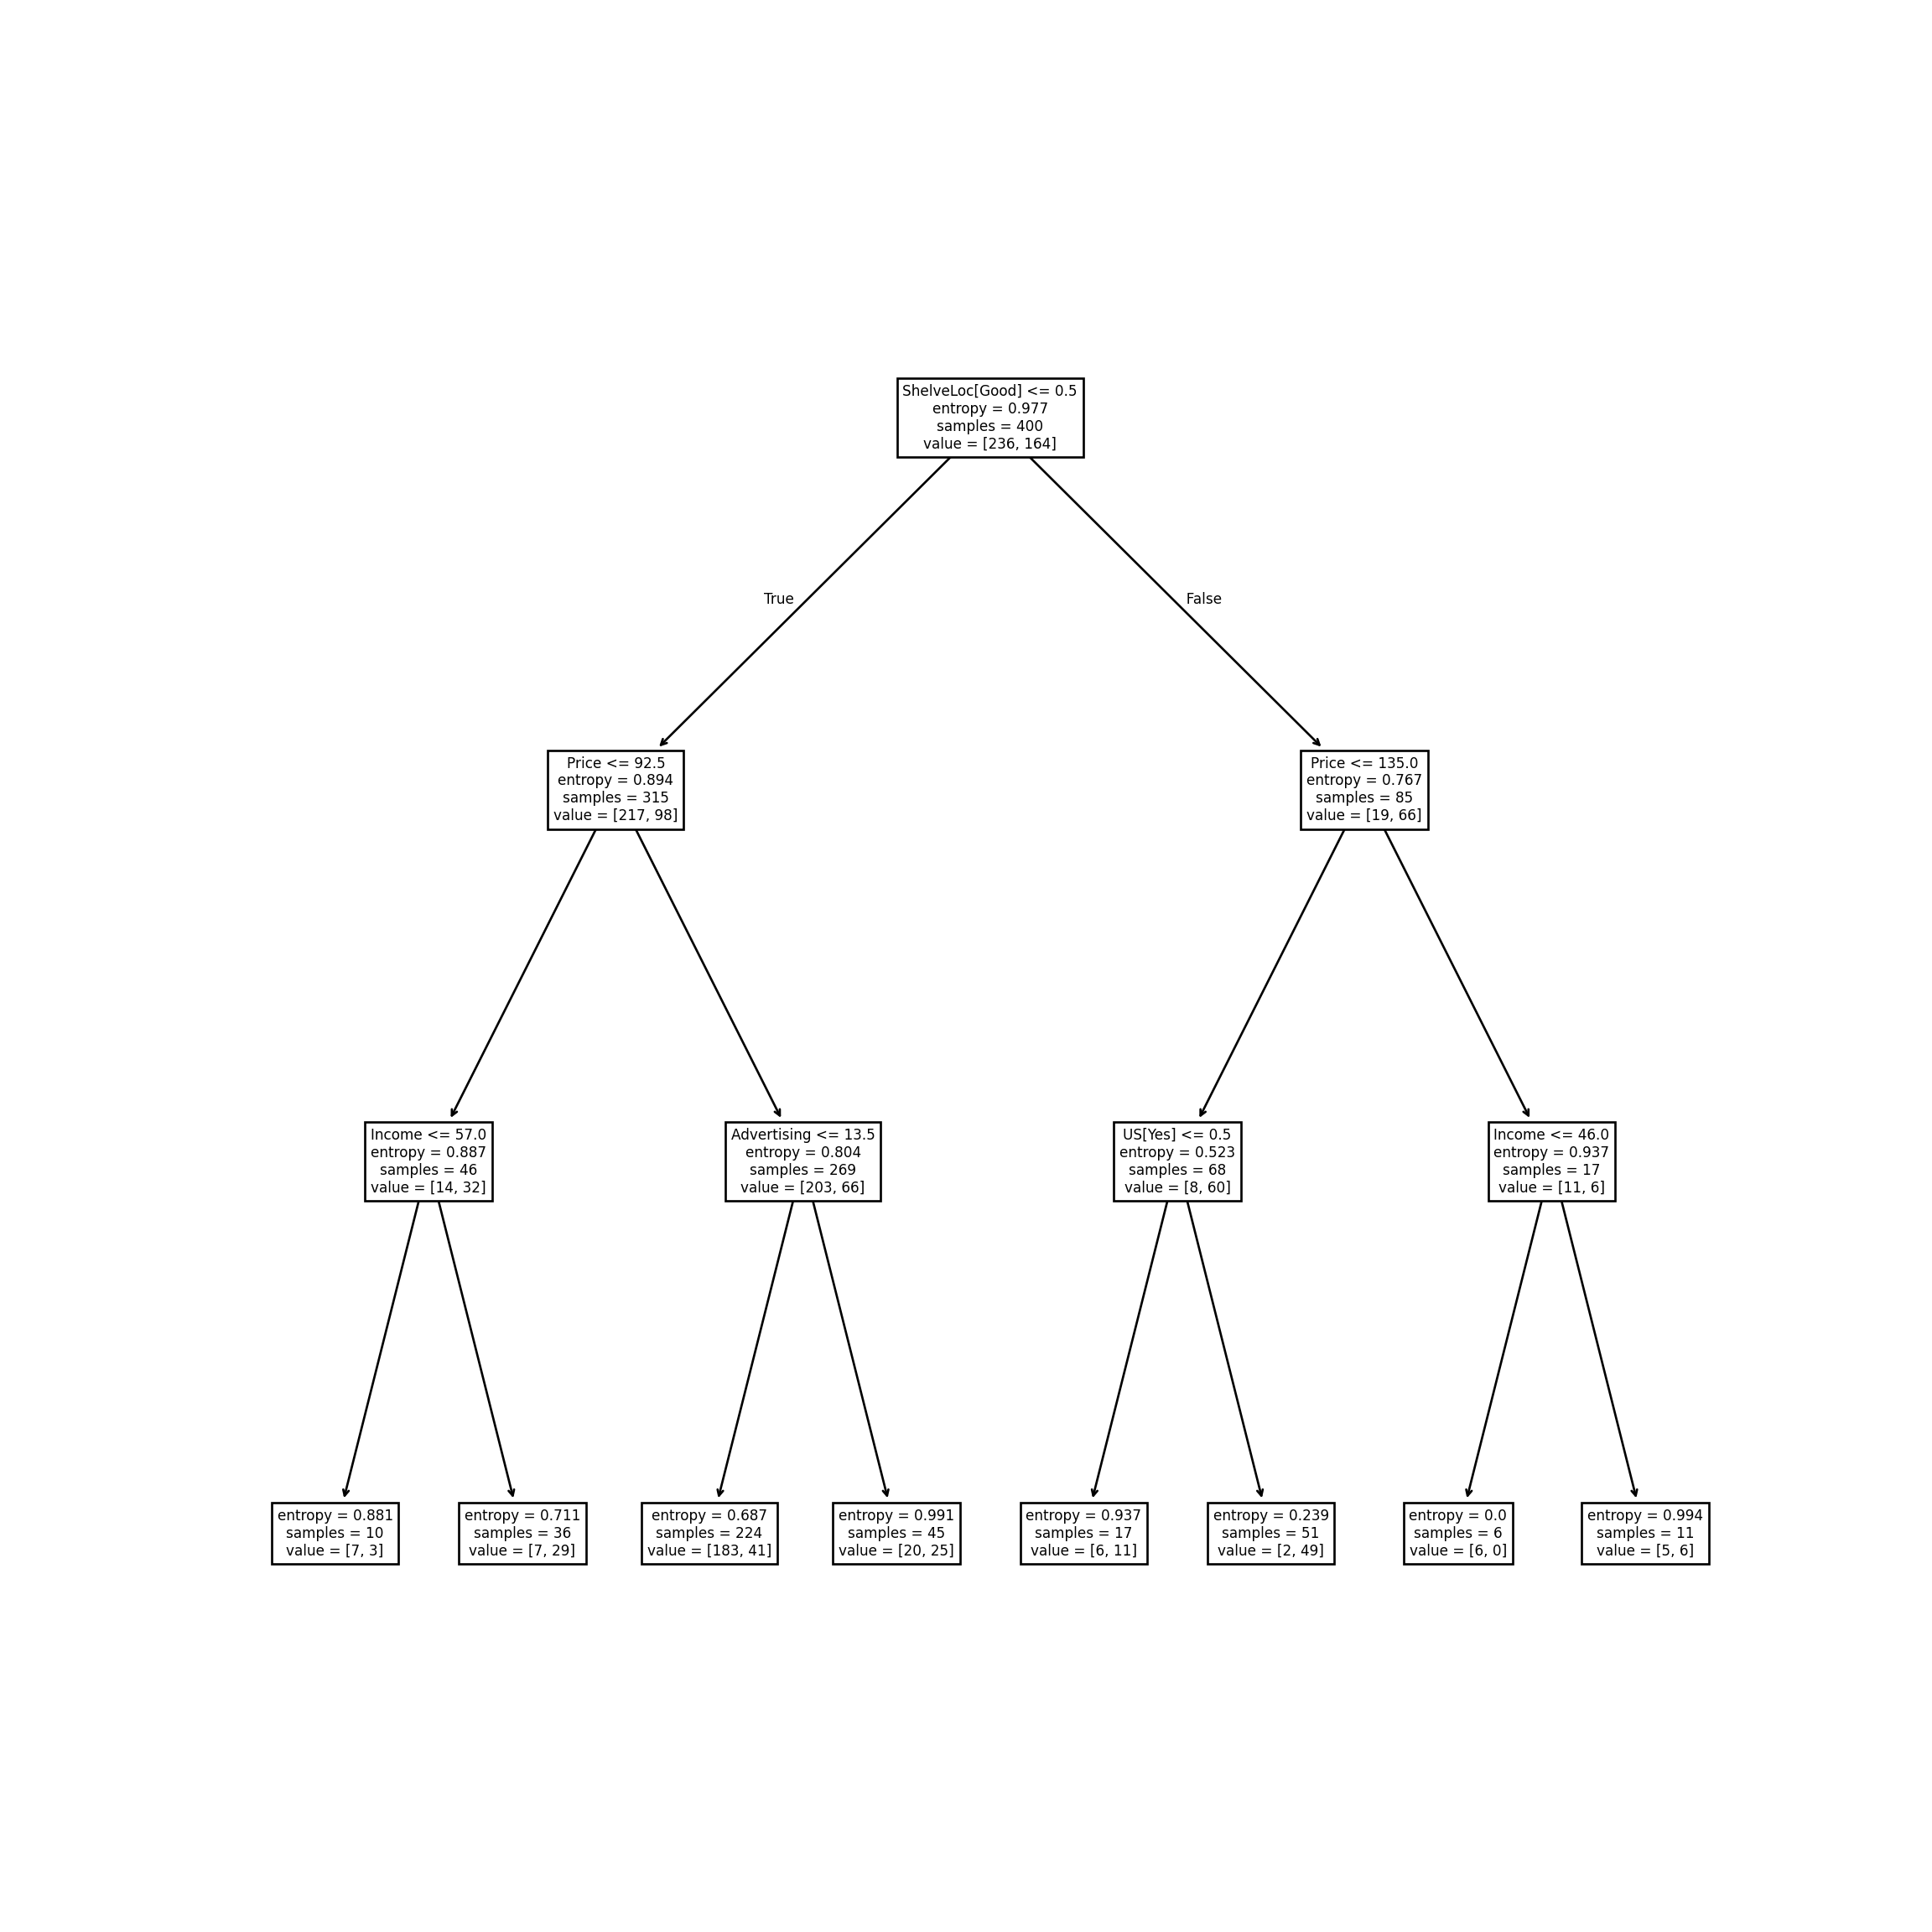 ShelveLoc[Good] <= 0.5
entropy = 0.977
samples = 400
value = [236, 164]
True
False
Price <= 92.5
entropy = 0.894
samples = 315
value = [217, 98]
Price <= 135.0
entropy = 0.767
samples = 85
value = [19, 66]
Income <= 57.0
entropy = 0.887
samples = 46
value = [14, 32]
Advertising <= 13.5
entropy = 0.804
samples = 269
value = [203, 66]
US[Yes] <= 0.5
entropy = 0.523
samples = 68
value = [8, 60]
Income <= 46.0
entropy = 0.937
samples = 17
value = [11, 6]
entropy = 0.881
samples = 10
value = [7, 3]
entropy = 0.711
samples = 36
value = [7, 29]
entropy = 0.687
samples = 224
value = [183, 41]
entropy = 0.991
samples = 45
value = [20, 25]
entropy = 0.937
samples = 17
value = [6, 11]
entropy = 0.239
samples = 51
value = [2, 49]
entropy = 0.0
samples = 6
value = [6, 0]
entropy = 0.994
samples = 11
value = [5, 6]